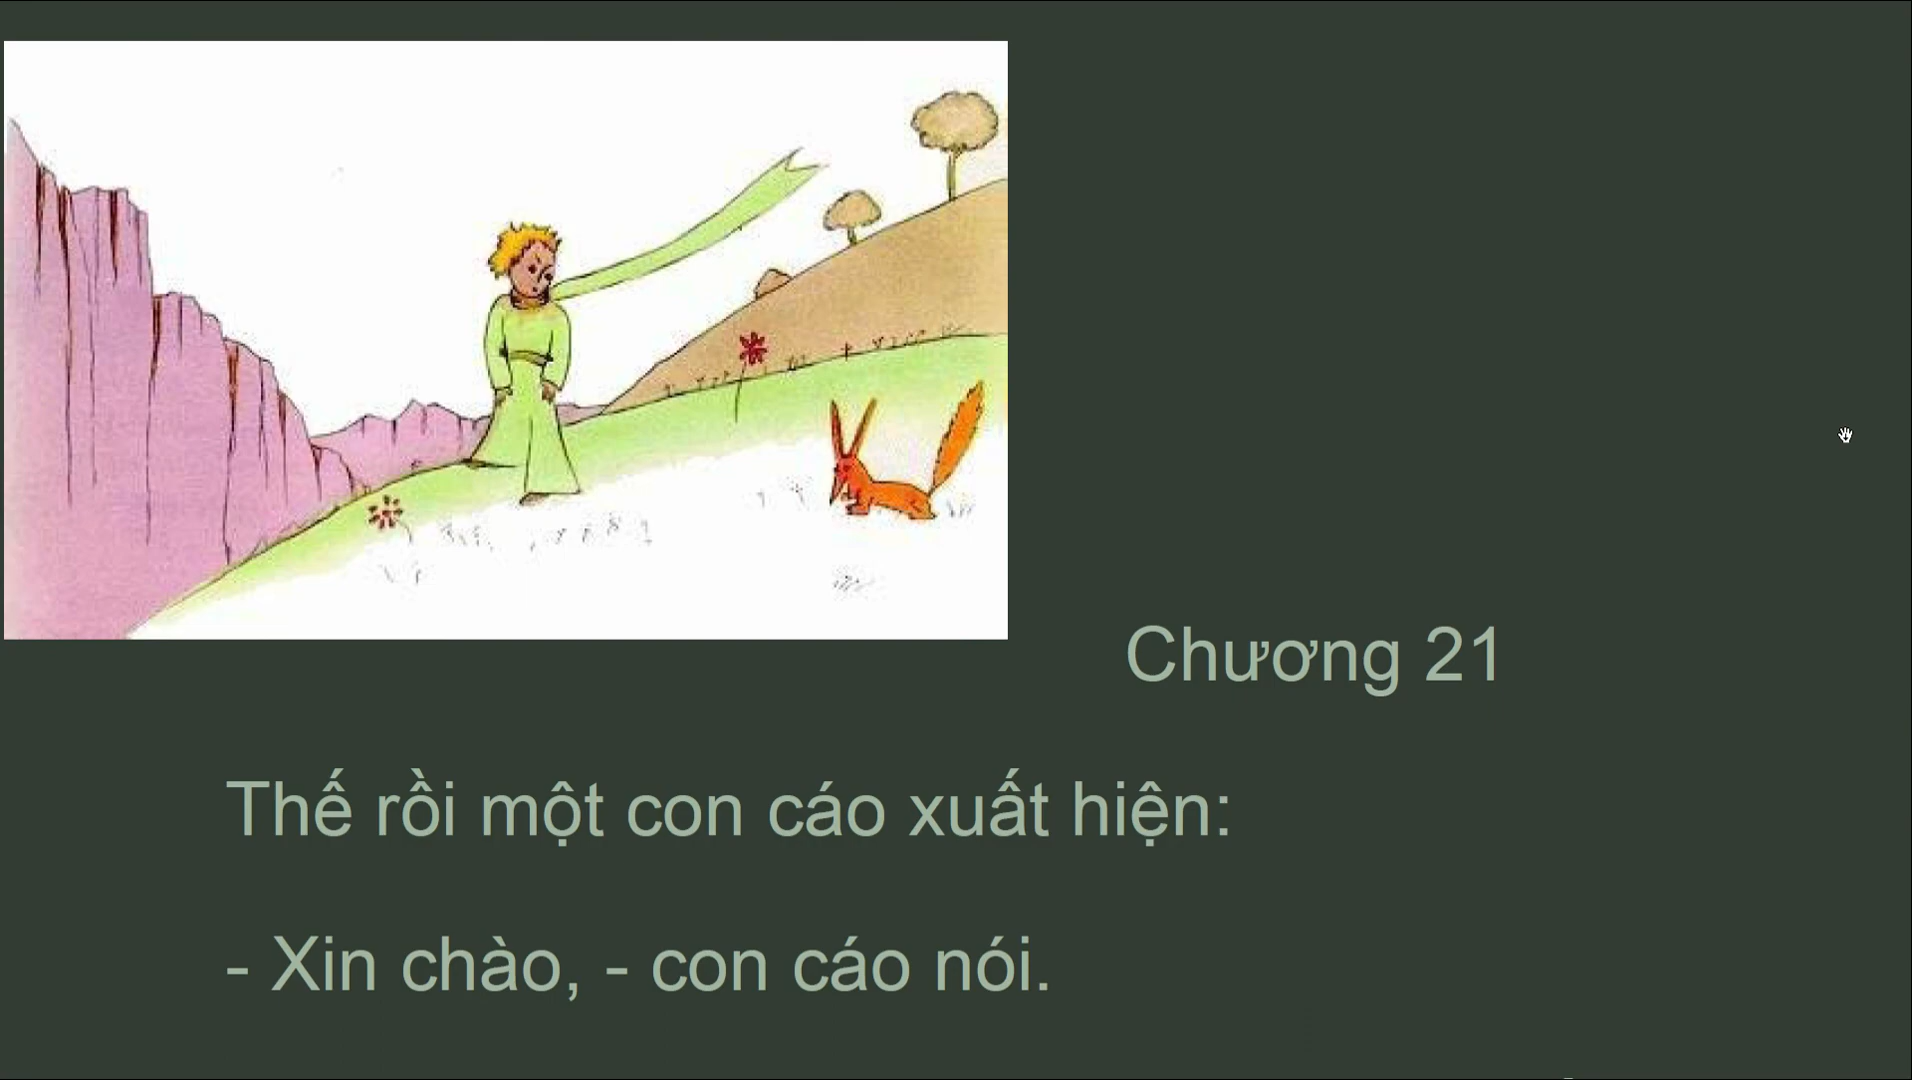 Chương 21
Thế rồi một con cáo xuất hiện:
- Xin chào, - con cáo nói.